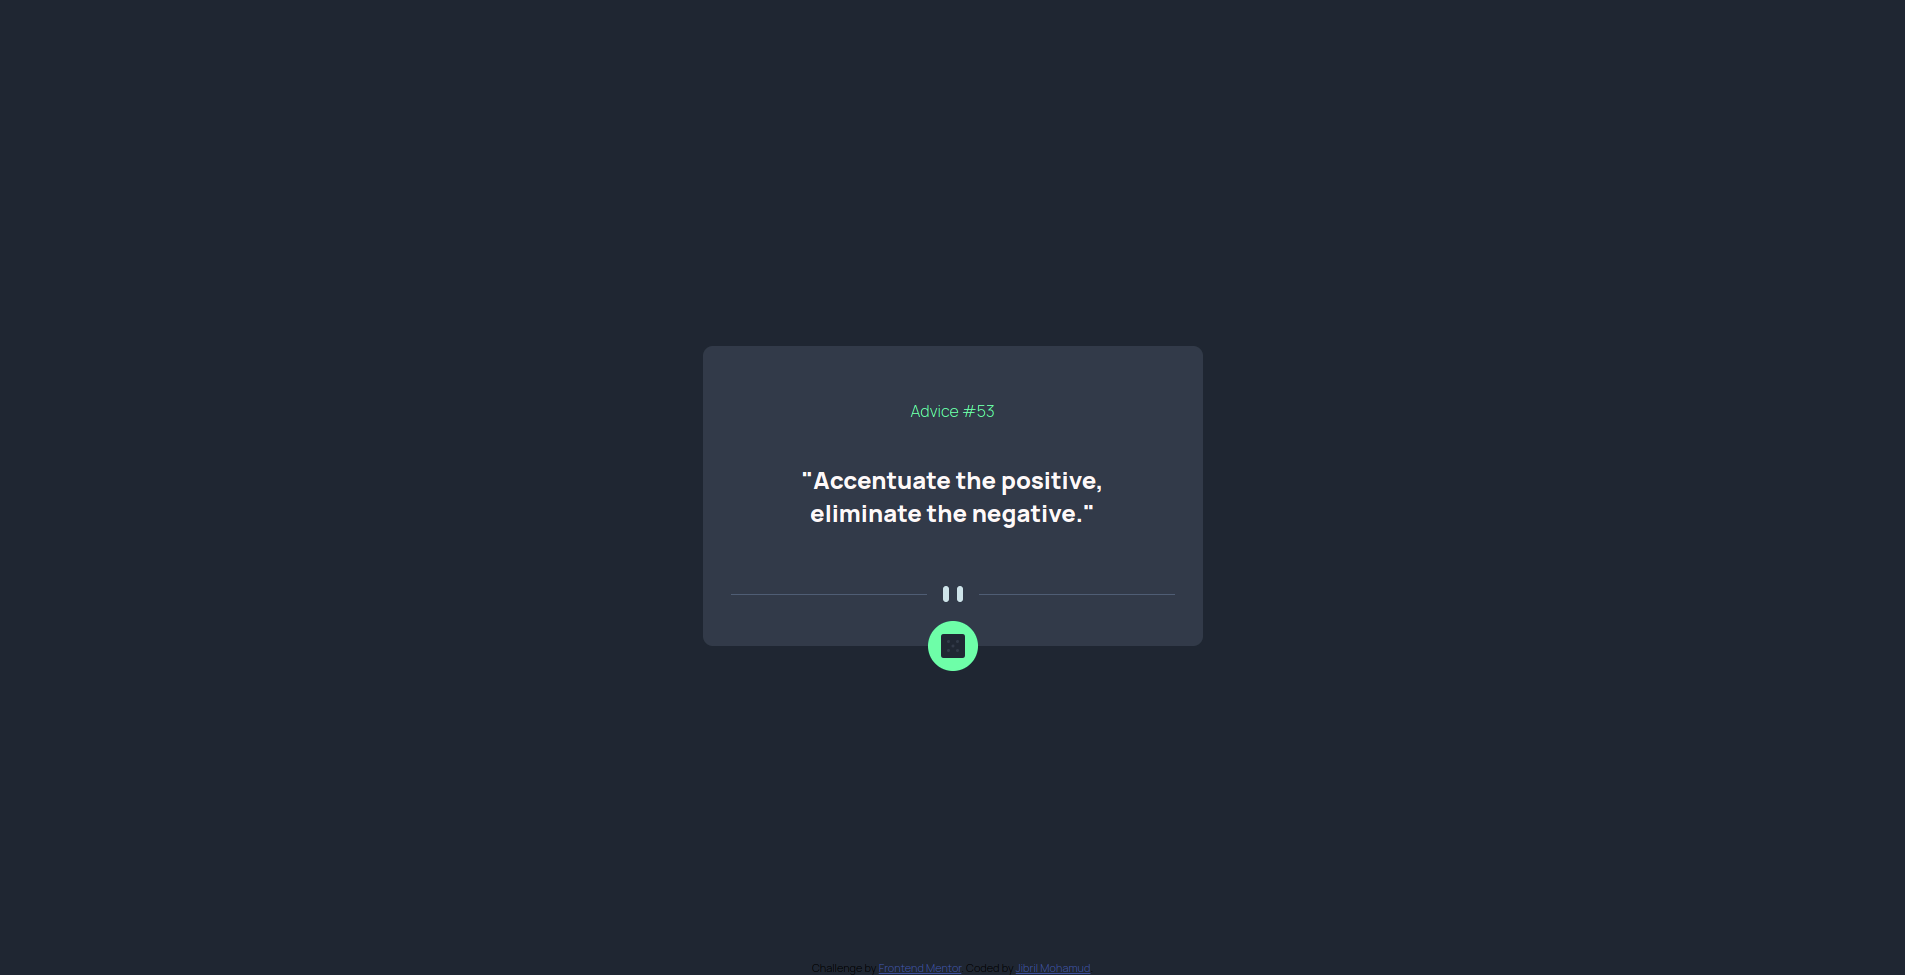 Advice #53
"Accentuate the positive,
eliminate the negative."
Challenge by Frontend Mentor. Coded by Jibril Mohamud.